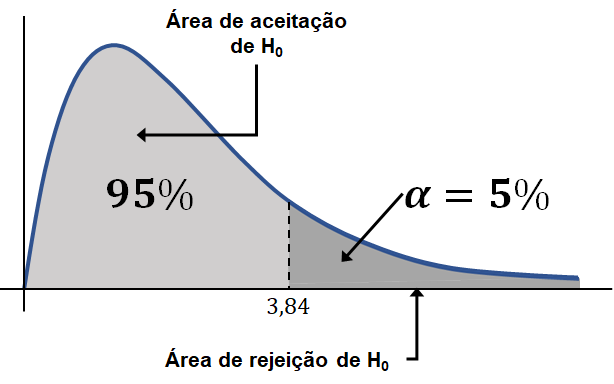 Área de aceitação
de H₀
95%
α = 5%
3,84
Área de rejeição de H₀